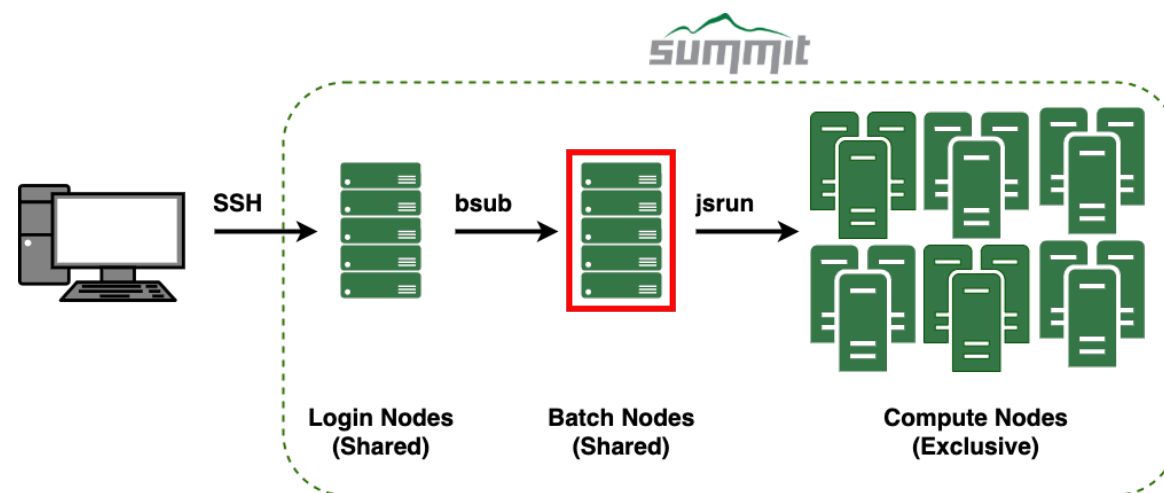 summit
SSH
bsub
jsrun
Login Nodes
(Shared)
Batch Nodes
(Shared)
Compute Nodes
(Exclusive)